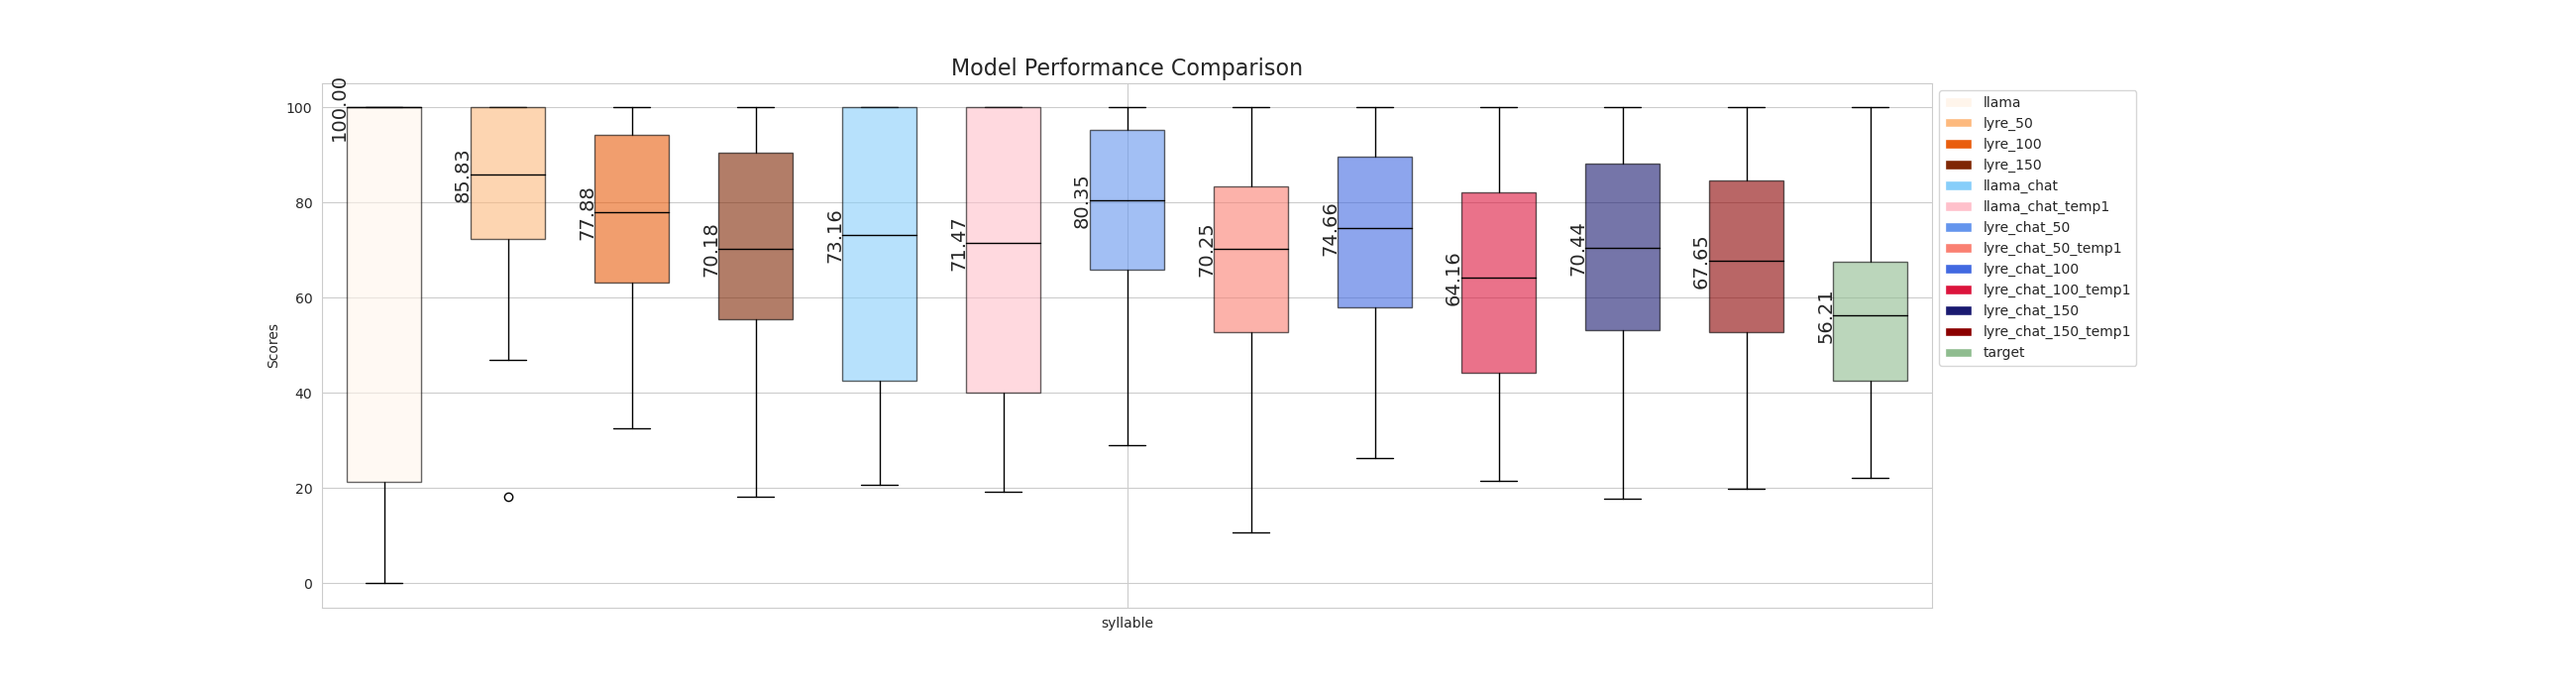 Model Performance Comparison
Scores
100
80
60
40
20
0
100.00
85.83
77.88
70.18
73.16
71.47
80.35
70.25
74.66
64.16
70.44
67.65
56.21
syllable
llama
lyre_50
lyre_100
lyre_150
llama_chat
llama_chat_temp1
lyre_chat_50
lyre_chat_50_temp1
lyre_chat_100
lyre_chat_100_temp1
lyre_chat_150
lyre_chat_150_temp1
target